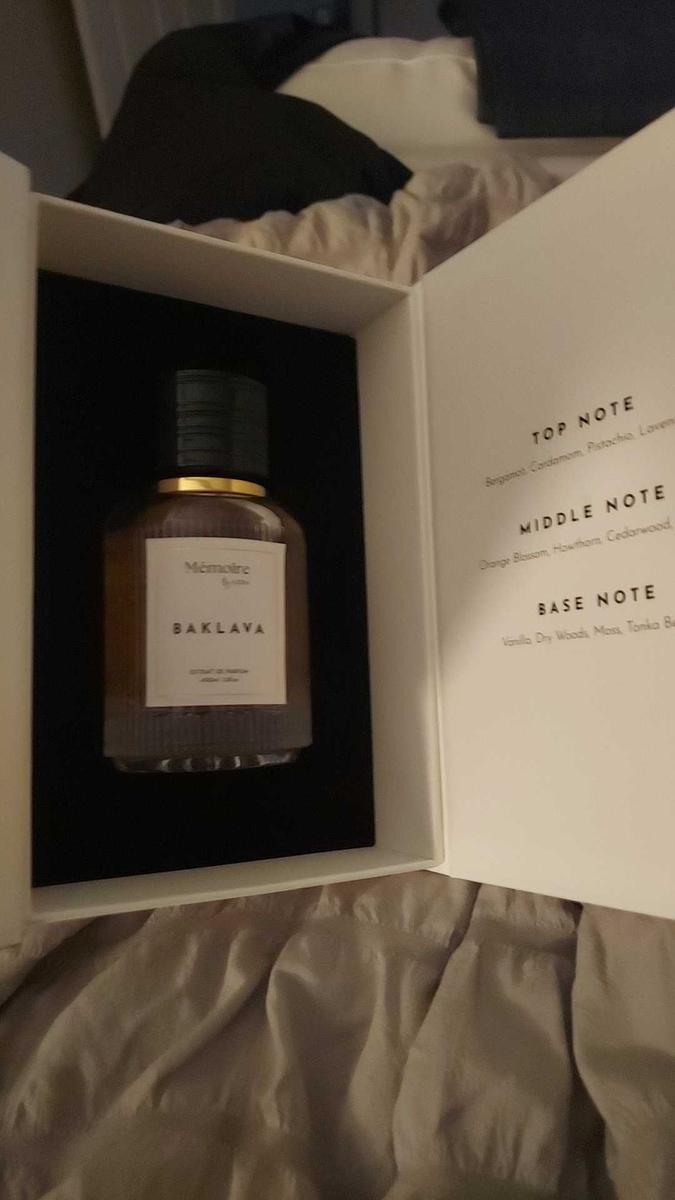 Mémoire
BAKLAVA
EXTRAIT DE PARFUM
TOP NOTE
Bergamot, Cardamom, Pistachio,
MIDDLE NOTE
Orange Blossom, Hawthorn, Cedarwood,
BASE NOTE
Vanilla, Dry Woods, Moss, Tonka